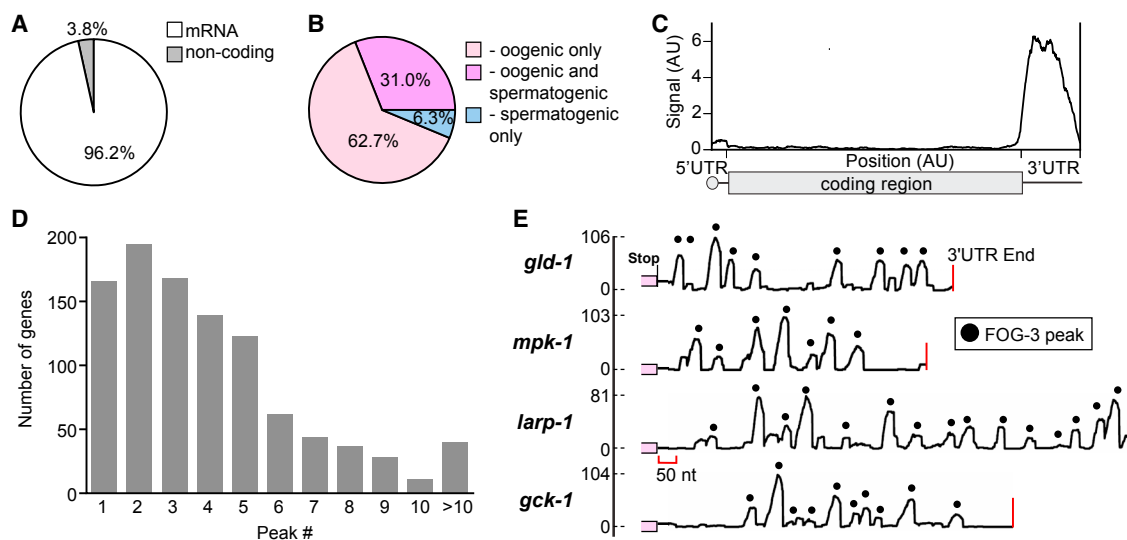 A
3.8%
96.2%
mRNA
non-coding
B
31.0%
6.3%
62.7%
- oogenic only
- oogenic and
spermatogenic
- spermatogenic
only
C
Signal (AU)
6
4
2
0
Position (AU)
5'UTR
3'UTR
coding region
D
Number of genes
200
150
100
50
0
1 2 3 4 5 6 7 8 9 10 >10
Peak #
E
gld-1
106
0
Stop
3'UTR End
mpk-1
103
0
FOG-3 peak
larp-1
81
0
50 nt
gck-1
104
0